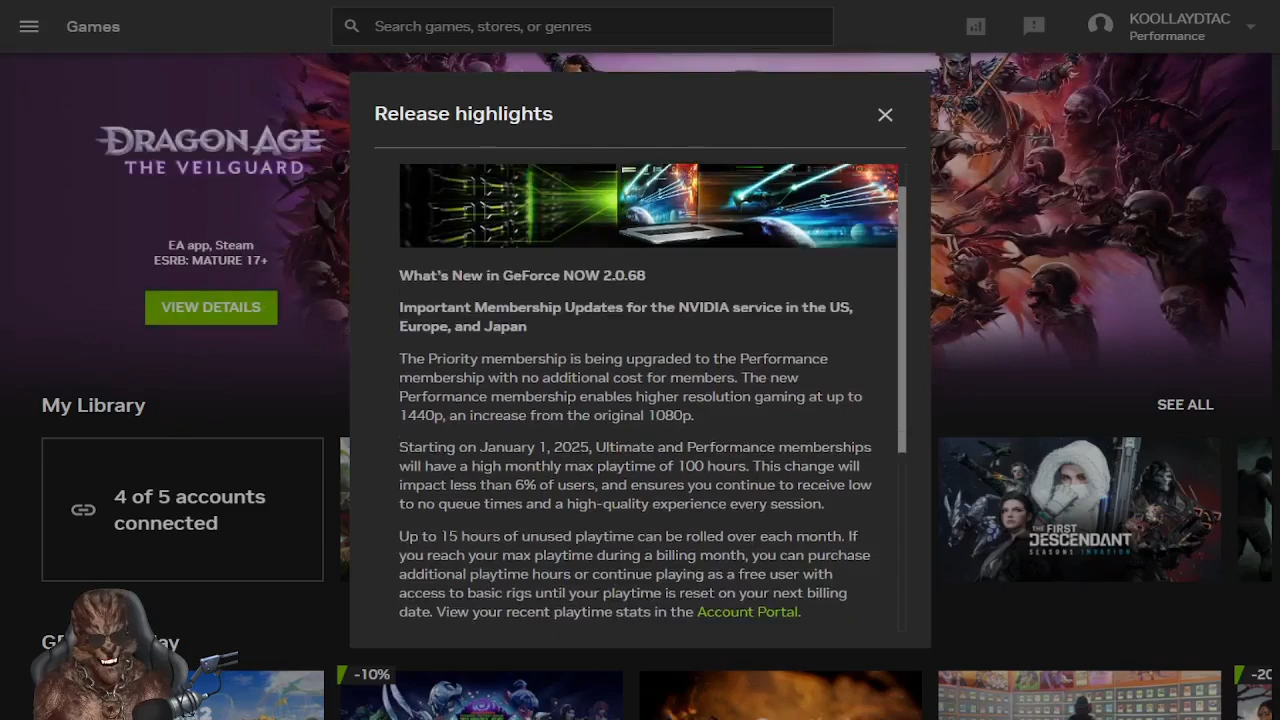 Games
Search games, stores, or genres
KOOLLAYDTAC
Performance
DRAGON AGE
THE VEILGUARD
EA app, Steam
ESRB: MATURE 17+
VIEW DETAILS
Release highlights
What's New in GeForce NOW 2.0.68
Important Membership Updates for the NVIDIA service in the US,
Europe, and Japan
The Priority membership is being upgraded to the Performance
membership with no additional cost for members. The new
Performance membership enables higher resolution gaming at up to
1440p, an increase from the original 1080p.
Starting on January 1, 2025, Ultimate and Performance memberships
will have a high monthly max playtime of 100 hours. This change will
impact less than 6% of users, and ensures you continue to receive low
to no queue times and a high-quality experience every session.
Up to 15 hours of unused playtime can be rolled over each month. If
you reach your max playtime during a billing month, you can purchase
additional playtime hours or continue playing as a free user with
access to basic rigs until your playtime is reset on your next billing
date. View your recent playtime stats in the Account Portal.
My Library
SEE ALL
4 of 5 accounts
connected
THE FIRST
DESCENDANT
-10%